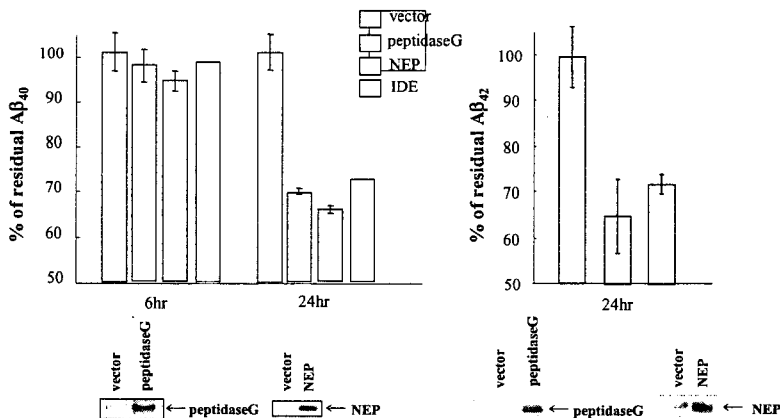 vector
peptidaseG
NEP
IDE
% of residual Aβ40
100
90
80
70
60
50
6hr
24hr
% of residual Aβ42
100
90
80
70
60
50
24hr
vector
peptidaseG
←peptidaseG
vector
NEP
←NEP
vector
peptidaseG
←peptidaseG
vector
NEP
←NEP